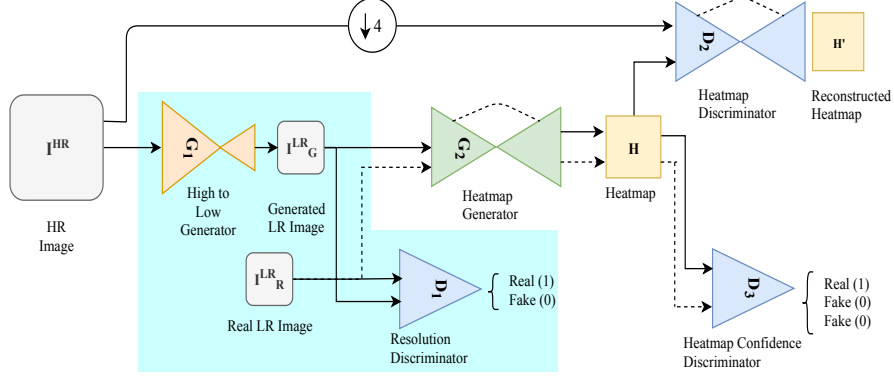 ↓4
D₂
H'
Heatmap
Discriminator
Reconstructed
Heatmap
I^HR
HR
Image
G₁
High to
Low
Generator
I^LR_G
Generated
LR Image
G₂
Heatmap
Generator
H
Heatmap
I^LR_R
Real LR Image
D₁
Resolution
Discriminator
Real (1)
Fake (0)
D₃
Heatmap Confidence
Discriminator
Real (1)
Fake (0)
Fake (0)